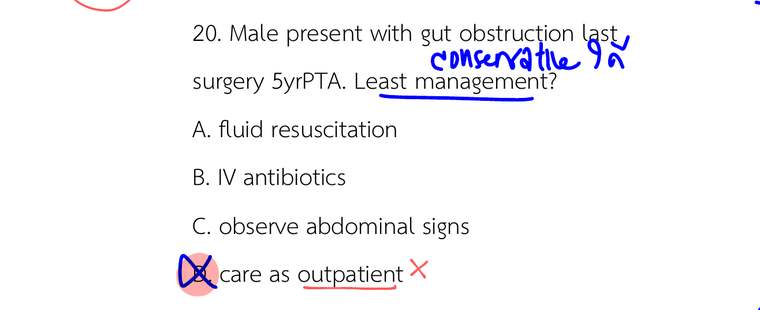 20. Male present with gut obstruction last
conservative ได้
surgery 5yrPTA. Least management?
A. fluid resuscitation
B. IV antibiotics
C. observe abdominal signs
D. care as outpatient